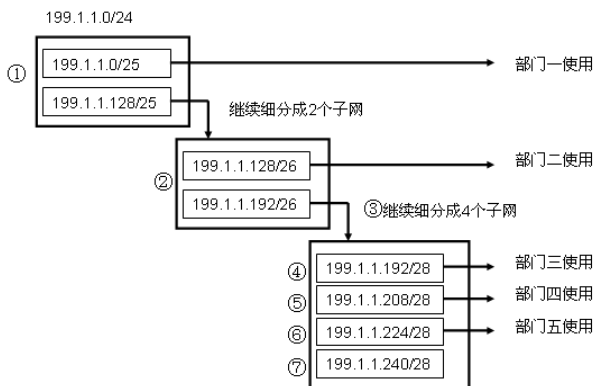 199.1.1.0/24
① 199.1.1.0/25 部门一使用
199.1.1.128/25
继续细分成2个子网
② 199.1.1.128/26 部门二使用
199.1.1.192/26
③继续细分成4个子网
④ 199.1.1.192/28 部门三使用
⑤ 199.1.1.208/28 部门四使用
⑥ 199.1.1.224/28 部门五使用
⑦ 199.1.1.240/28